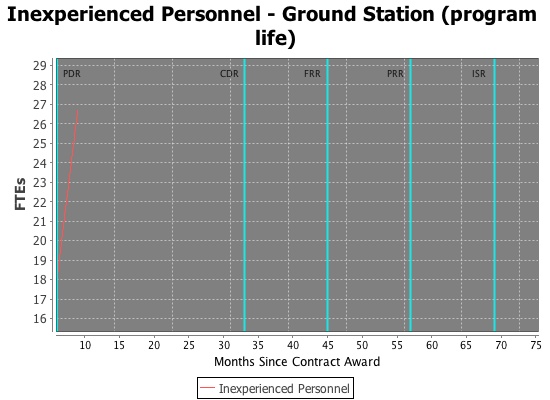 Inexperienced Personnel - Ground Station (program
life)
29
28
27
26
25
24
23
22
21
20
19
18
17
16
FTEs
PDR
CDR
FRR
PRR
ISR
10 15 20 25 30 35 40 45 50 55 60 65 70 75
Months Since Contract Award
Inexperienced Personnel